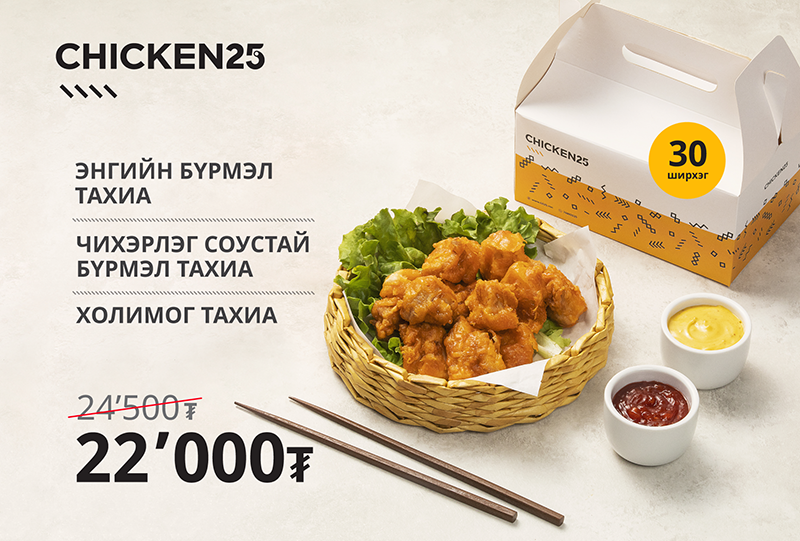 CHICKEN25
ЭНГИЙН БҮРМЭЛ
ТАХИА
ЧИХЭРЛЭГ СОУСТАЙ
БҮРМЭЛ ТАХИА
ХОЛИМОГ ТАХИА
24’500₮
22’000₮
CHICKEN25
30
ширхэг
CHICKEN25